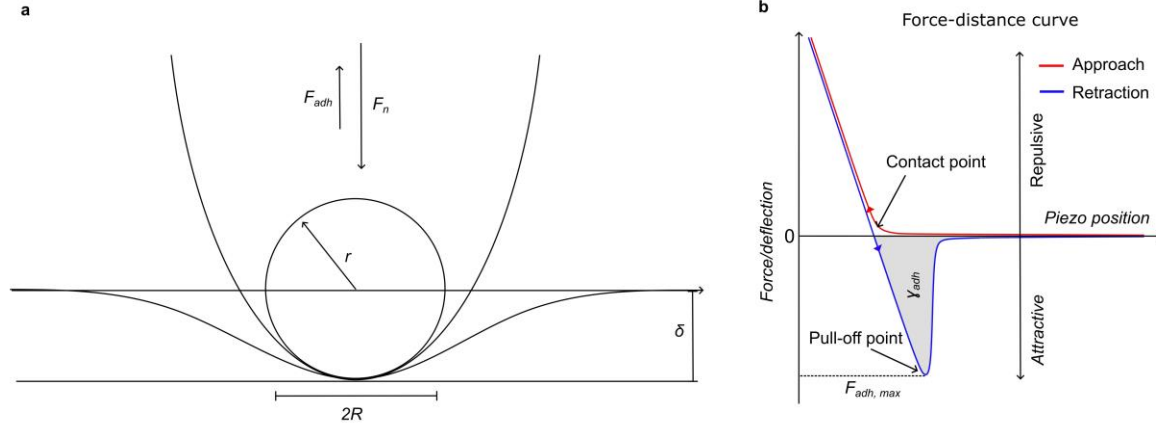 a
F_adh
F_n
r
δ
2R
b
Force-distance curve
Approach
Retraction
Contact point
Repulsive
Piezo position
0
Force/deflection
γ_adh
Attractive
Pull-off point
F_adh, max